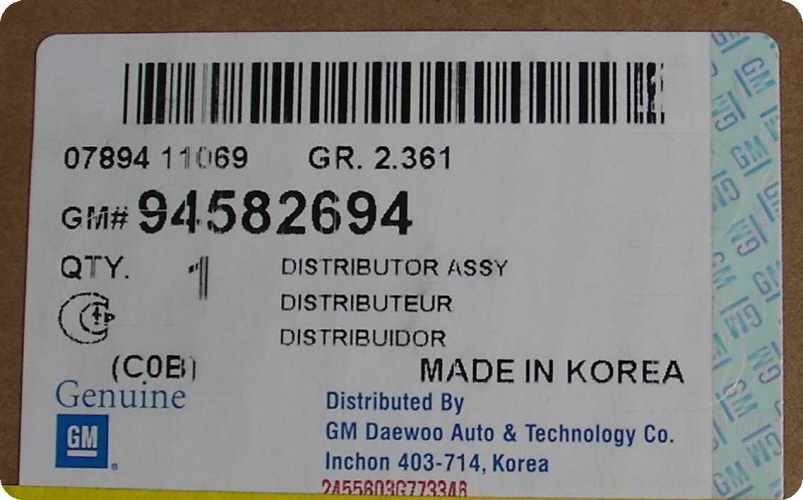 07894 11069 GR. 2.361
GM# 94582694
QTY. 1 DISTRIBUTOR ASSY
DISTRIBUTEUR
DISTRIBUIDOR
(C0B) MADE IN KOREA
Genuine
GM
Distributed By
GM Daewoo Auto & Technology Co.
Inchon 403-714, Korea